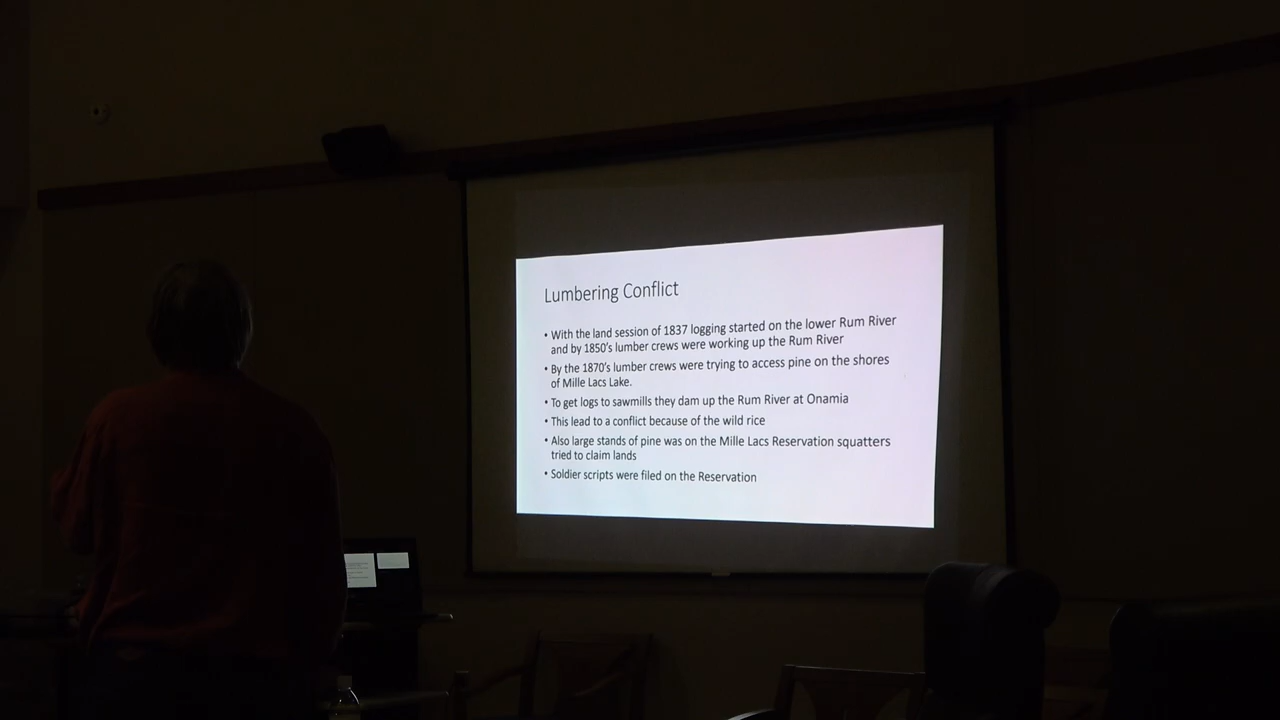 Lumbering Conflict
• With the land session of 1837 logging started on the lower Rum River
and by 1850's lumber crews were working up the Rum River
• By the 1870's lumber crews were trying to access pine on the shores
of Mille Lacs Lake.
• To get logs to sawmills they dam up the Rum River at Onamia
• This lead to a conflict because of the wild rice
• Also large stands of pine was on the Mille Lacs Reservation squatters
tried to claim lands
• Soldier scripts were filed on the Reservation